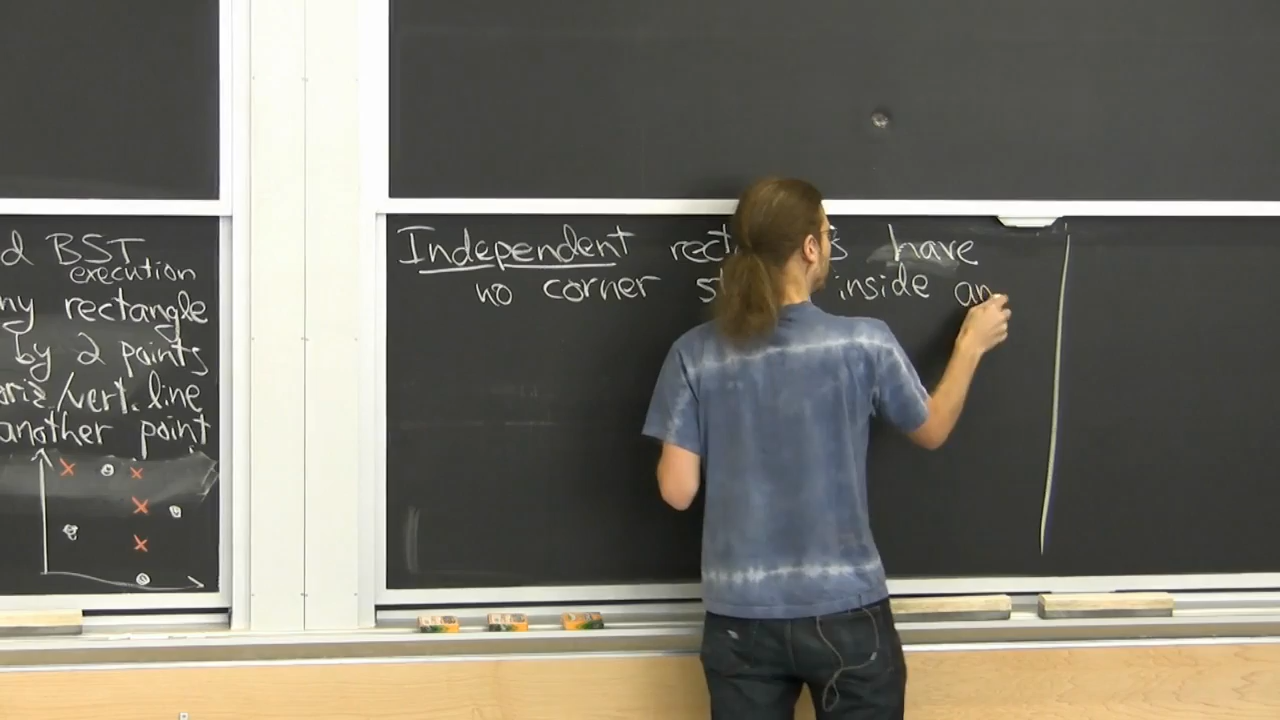 d BST
execution
ny rectangle
by 2 points
oriz./vert. line
another point
Independent rect s have
no corner st inside an